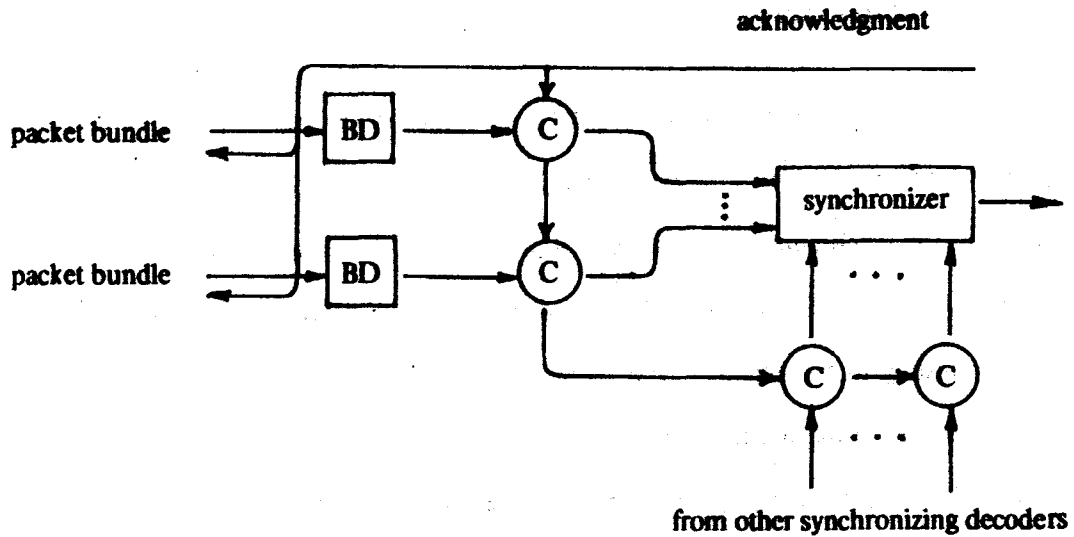 acknowledgment
packet bundle
BD
C
synchronizer
packet bundle
BD
C
C
C
from other synchronizing decoders